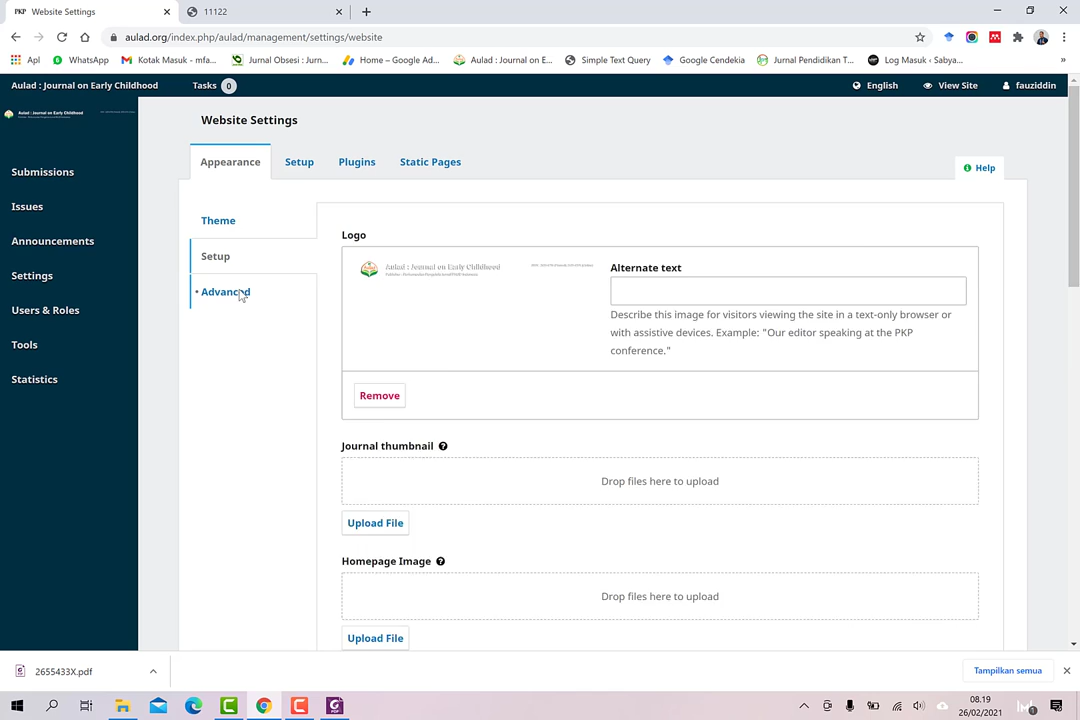 PKP Website Settings
11122
aulad.org/index.php/aulad/management/settings/website
Apl
WhatsApp
Kotak Masuk - mfa...
Jurnal Obsesi : Jurn...
Home – Google Ad...
Aulad : Journal on E...
Simple Text Query
Google Cendekia
Jurnal Pendidikan T...
Log Masuk ‹ Sabya...
»
Aulad : Journal on Early Childhood
Tasks 0
English
View Site
fauziddin
Aulad : Journal on Early Childhood
Website Settings
Submissions
Issues
Announcements
Settings
Users & Roles
Tools
Statistics
Appearance
Setup
Plugins
Static Pages
Help
Theme
Setup
• Advanced
Logo
Aulad : Journal on Early Childhood
Alternate text
Describe this image for visitors viewing the site in a text-only browser or
with assistive devices. Example: "Our editor speaking at the PKP
conference."
Remove
Journal thumbnail
Drop files here to upload
Upload File
Homepage Image
Drop files here to upload
Upload File
2655433X.pdf
Tampilkan semua
08.19
26/02/2021